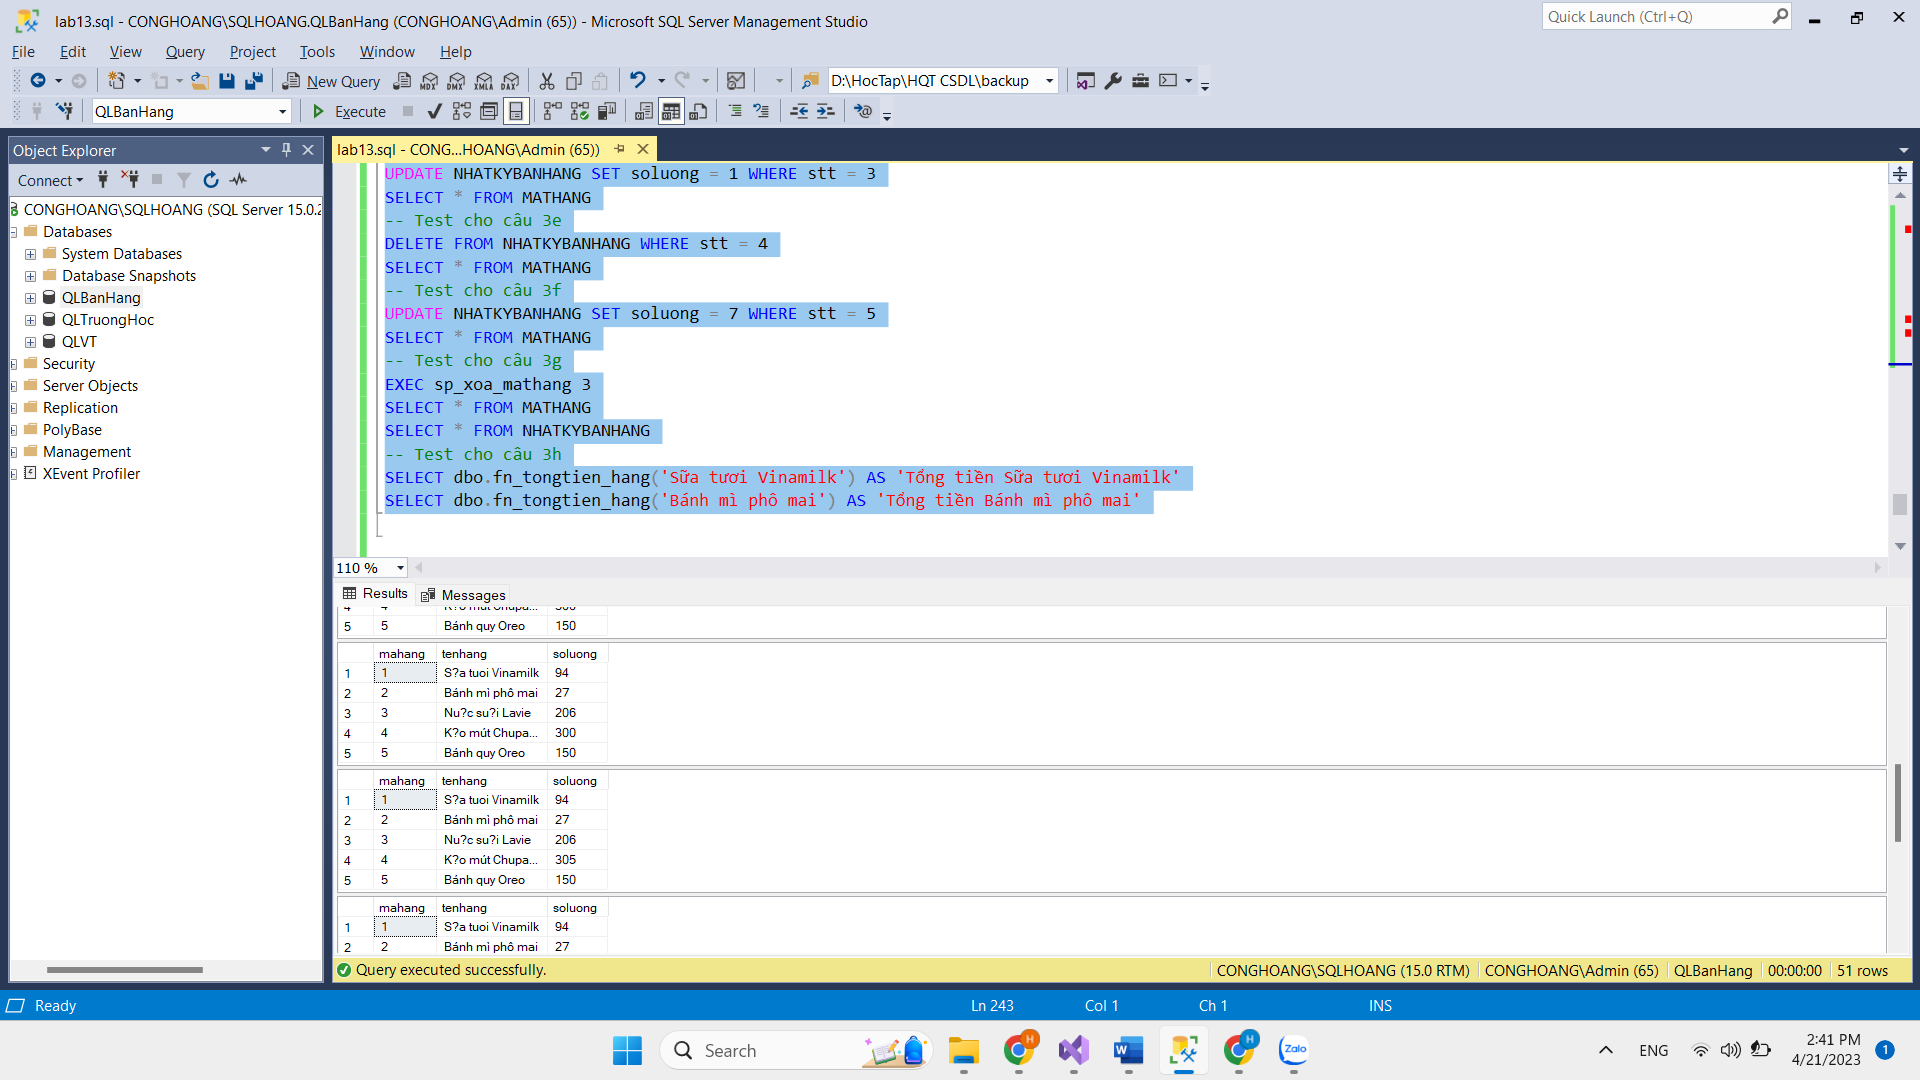 lab13.sql - CONGHOANG\SQLHOANG.QLBanHang (CONGHOANG\Admin (65)) - Microsoft SQL Server Management Studio
Quick Launch (Ctrl+Q)
File Edit View Query Project Tools Window Help
New Query
MDX DMX XMLA DAX
D:\HocTap\HQT CSDL\backup
QLBanHang
Execute
Object Explorer
Connect
CONGHOANG\SQLHOANG (SQL Server 15.0.2
Databases
System Databases
Database Snapshots
QLBanHang
QLTruongHoc
QLVT
Security
Server Objects
Replication
PolyBase
Management
XEvent Profiler
lab13.sql - CONG...HOANG\Admin (65))
UPDATE NHATKYBANHANG SET soluong = 1 WHERE stt = 3
SELECT * FROM MATHANG
-- Test cho câu 3e
DELETE FROM NHATKYBANHANG WHERE stt = 4
SELECT * FROM MATHANG
-- Test cho câu 3f
UPDATE NHATKYBANHANG SET soluong = 7 WHERE stt = 5
SELECT * FROM MATHANG
-- Test cho câu 3g
EXEC sp_xoa_mathang 3
SELECT * FROM MATHANG
SELECT * FROM NHATKYBANHANG
-- Test cho câu 3h
SELECT dbo.fn_tongtien_hang('Sữa tươi Vinamilk') AS 'Tổng tiền Sữa tươi Vinamilk'
SELECT dbo.fn_tongtien_hang('Bánh mì phô mai') AS 'Tổng tiền Bánh mì phô mai'
110 %
Results Messages
4 4 K?o mút Chupa... 300
5 5 Bánh quy Oreo 150
mahang tenhang soluong
1 1 S?a tuoi Vinamilk 94
2 2 Bánh mì phô mai 27
3 3 Nu?c su?i Lavie 206
4 4 K?o mút Chupa... 300
5 5 Bánh quy Oreo 150
mahang tenhang soluong
1 1 S?a tuoi Vinamilk 94
2 2 Bánh mì phô mai 27
3 3 Nu?c su?i Lavie 206
4 4 K?o mút Chupa... 305
5 5 Bánh quy Oreo 150
mahang tenhang soluong
1 1 S?a tuoi Vinamilk 94
2 2 Bánh mì phô mai 27
Query executed successfully. CONGHOANG\SQLHOANG (15.0 RTM) CONGHOANG\Admin (65) QLBanHang 00:00:00 51 rows
Ready Ln 243 Col 1 Ch 1 INS
Search
H
H
Zalo
ENG
2:41 PM
4/21/2023
1